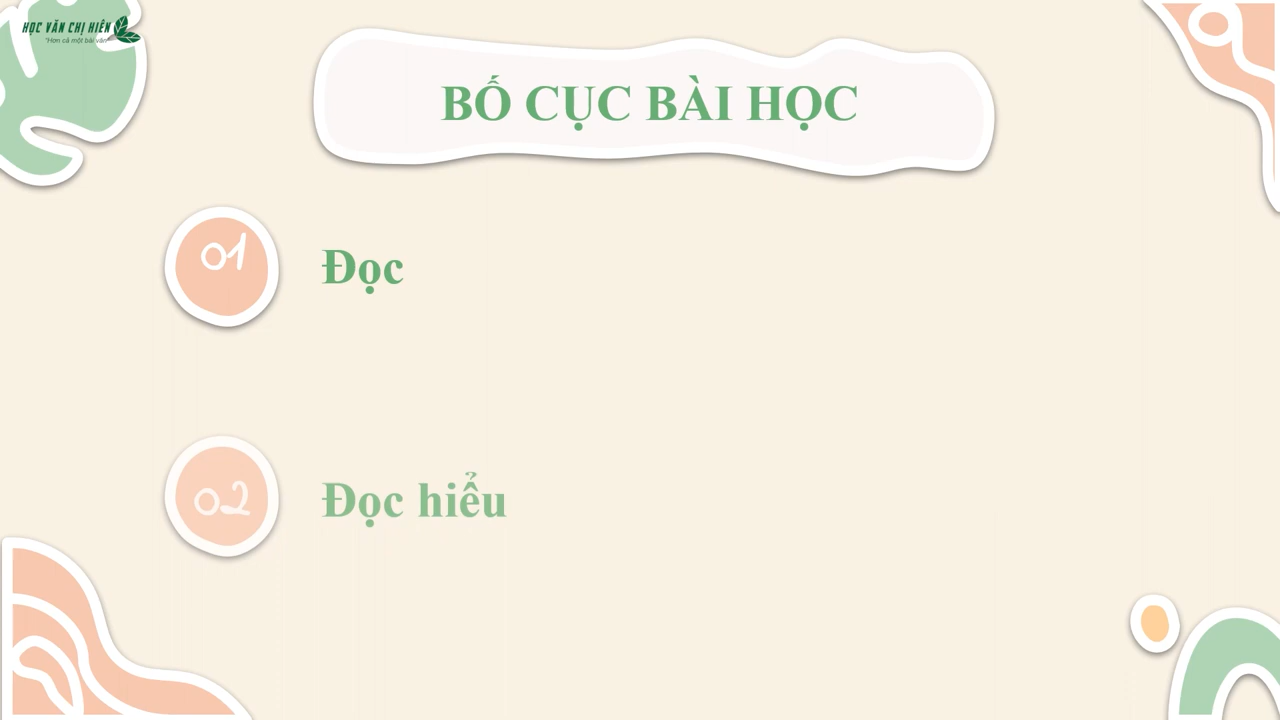 HỌC VĂN CHỊ HIÊN
"Hơn cả một bài văn"
BỐ CỤC BÀI HỌC
01
Đọc
02
Đọc hiểu